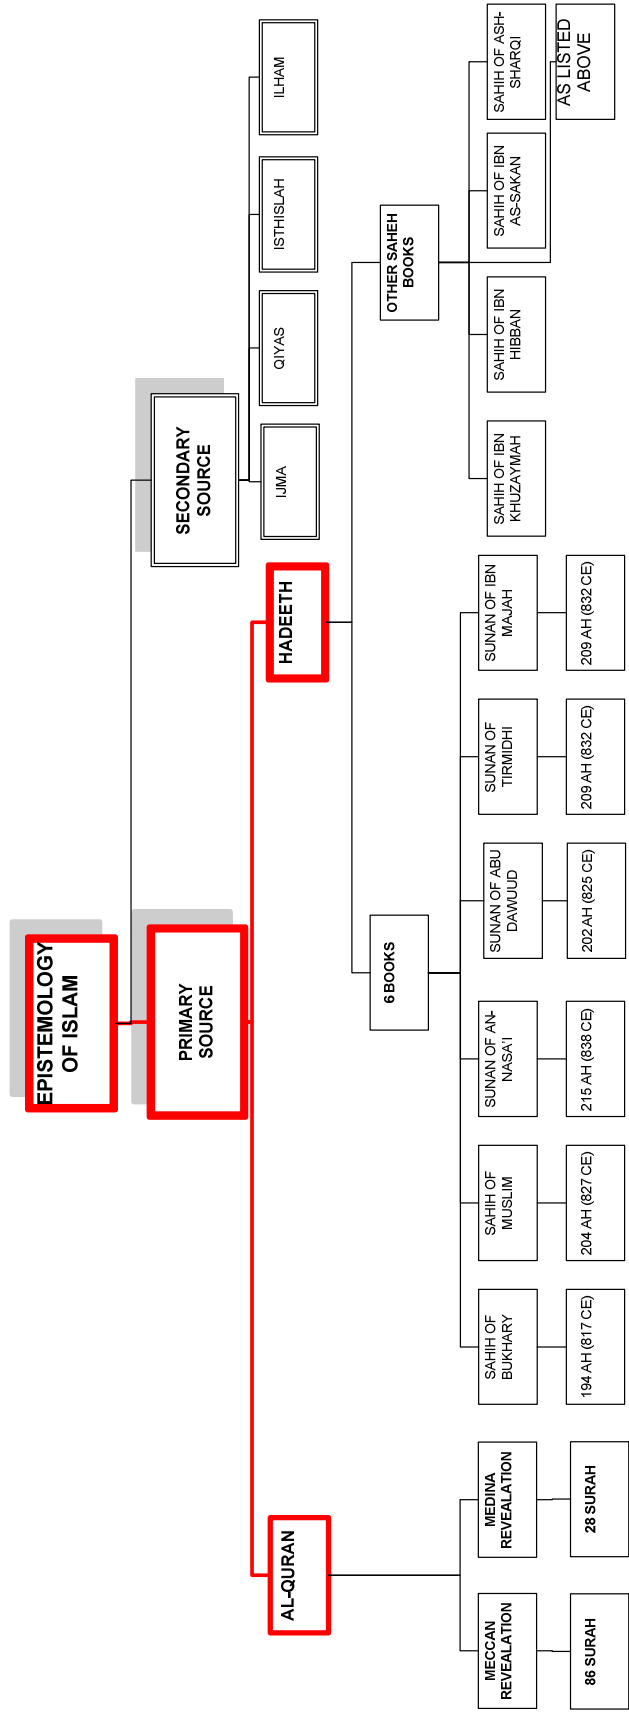 EPISTEMOLOGY
OF ISLAM
PRIMARY
SOURCE
SECONDARY
SOURCE
AL-QURAN
HADEETH
IJMA
QIYAS
ISTHISLAH
ILHAM
6 BOOKS
OTHER SAHEH
BOOKS
MECCAN
REVEALATION
MEDINA
REVEALATION
SAHIH OF
BUKHARY
SAHIH OF
MUSLIM
SUNAN OF AN-
NASA'I
SUNAN OF ABU
DAWUUD
SUNAN OF
TIRMIDHI
SUNAN OF IBN
MAJAH
SAHIH OF IBN
KHUZAYMAH
SAHIH OF IBN
HIBBAN
SAHIH OF IBN
AS-SAKAN
SAHIH OF ASH-
SHARQI
86 SURAH
28 SURAH
194 AH (817 CE)
204 AH (827 CE)
215 AH (838 CE)
202 AH (825 CE)
209 AH (832 CE)
209 AH (832 CE)
AS LISTED
ABOVE